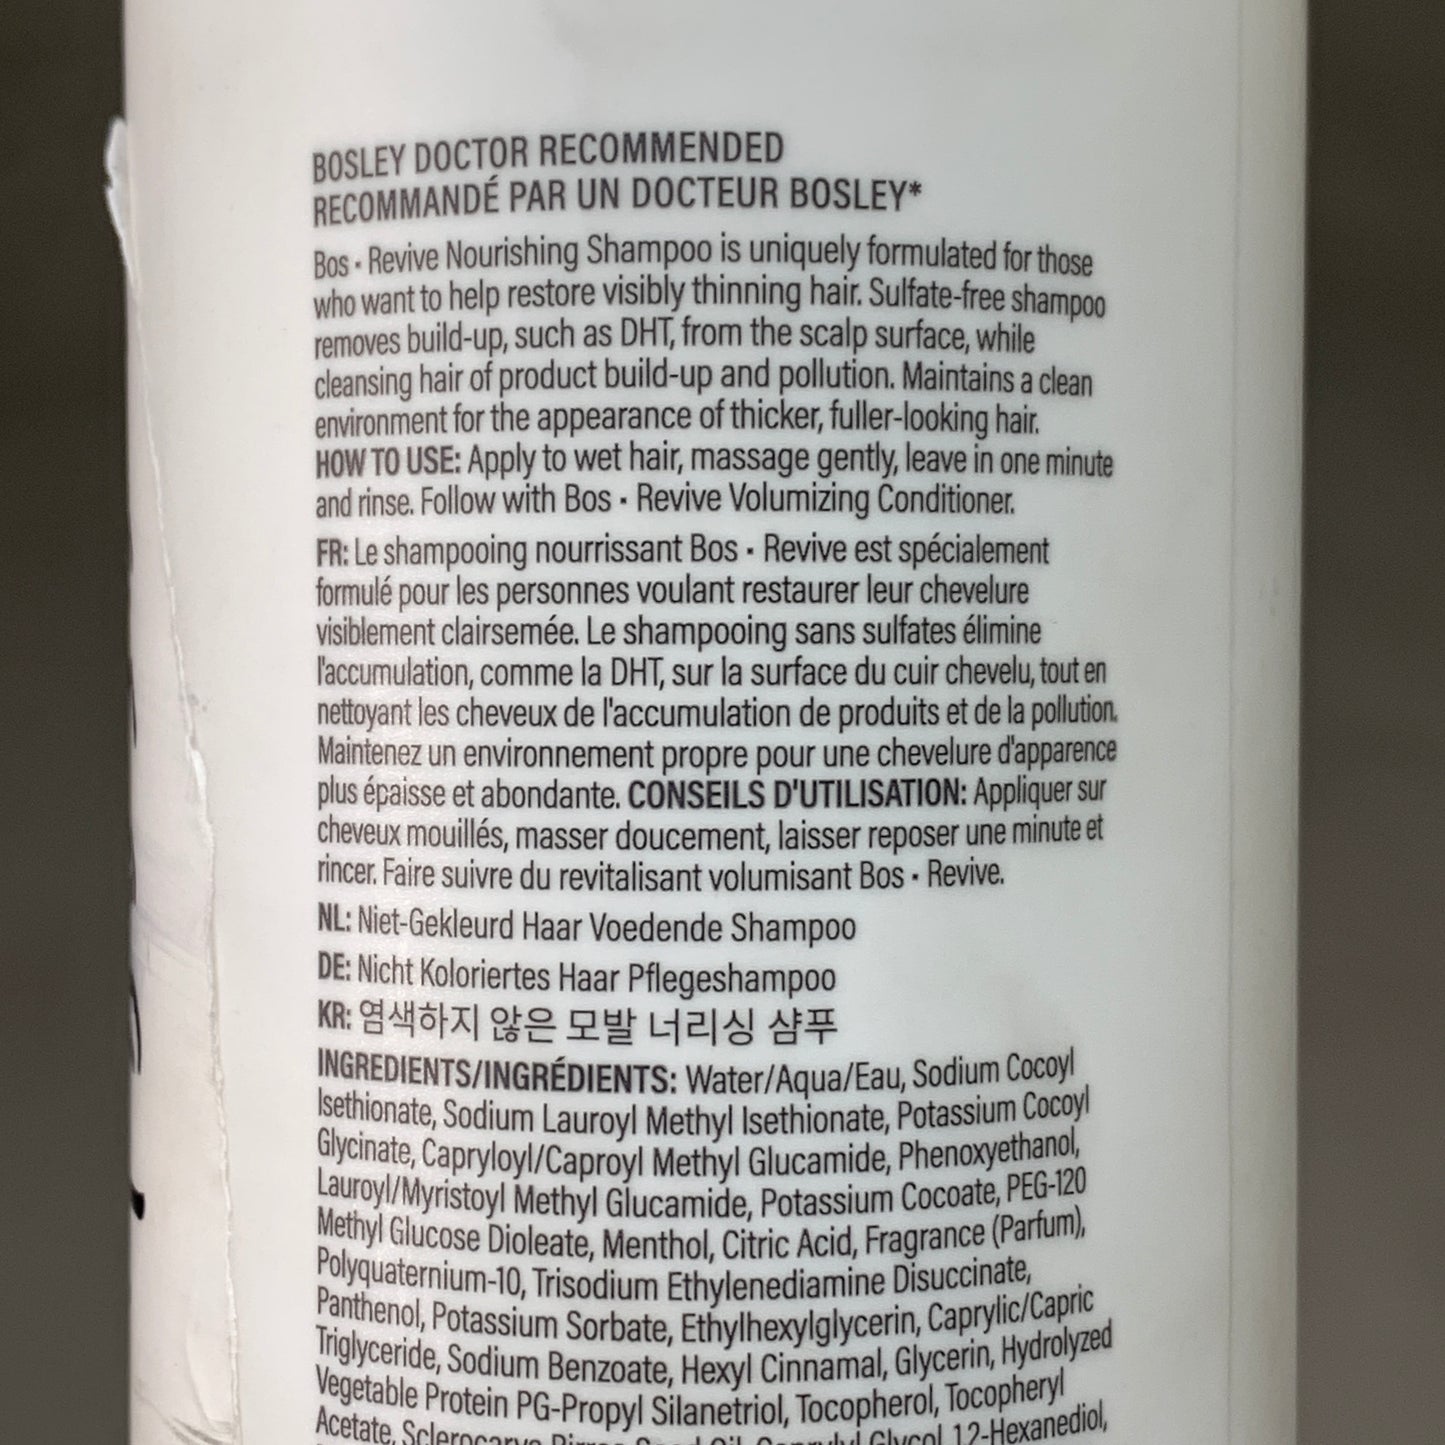 BOSLEY DOCTOR RECOMMENDED
RECOMMANDÉ PAR UN DOCTEUR BOSLEY*
Bos • Revive Nourishing Shampoo is uniquely formulated for those
who want to help restore visibly thinning hair. Sulfate-free shampoo
removes build-up, such as DHT, from the scalp surface, while
cleansing hair of product build-up and pollution. Maintains a clean
environment for the appearance of thicker, fuller-looking hair.
HOW TO USE: Apply to wet hair, massage gently, leave in one minute
and rinse. Follow with Bos • Revive Volumizing Conditioner.
FR: Le shampooing nourrissant Bos • Revive est spécialement
formulé pour les personnes voulant restaurer leur chevelure
visiblement clairsemée. Le shampooing sans sulfates élimine
l'accumulation, comme la DHT, sur la surface du cuir chevelu, tout en
nettoyant les cheveux de l'accumulation de produits et de la pollution.
Maintenez un environnement propre pour une chevelure d'apparence
plus épaisse et abondante. CONSEILS D'UTILISATION: Appliquer sur
cheveux mouillés, masser doucement, laisser reposer une minute et
rincer. Faire suivre du revitalisant volumisant Bos • Revive.
NL: Niet-Gekleurd Haar Voedende Shampoo
DE: Nicht Koloriertes Haar Pflegeshampoo
KR: 염색하지 않은 모발 너리싱 샴푸
INGREDIENTS/INGRÉDIENTS: Water/Aqua/Eau, Sodium Cocoyl
Isethionate, Sodium Lauroyl Methyl Isethionate, Potassium Cocoyl
Glycinate, Capryloyl/Caproyl Methyl Glucamide, Phenoxyethanol,
Lauroyl/Myristoyl Methyl Glucamide, Potassium Cocoate, PEG-120
Methyl Glucose Dioleate, Menthol, Citric Acid, Fragrance (Parfum),
Polyquaternium-10, Trisodium Ethylenediamine Disuccinate,
Panthenol, Potassium Sorbate, Ethylhexylglycerin, Caprylic/Capric
Triglyceride, Sodium Benzoate, Hexyl Cinnamal, Glycerin, Hydrolyzed
Vegetable Protein PG-Propyl Silanetriol, Tocopherol, Tocopheryl
Acetate, 1,2-Hexanediol,